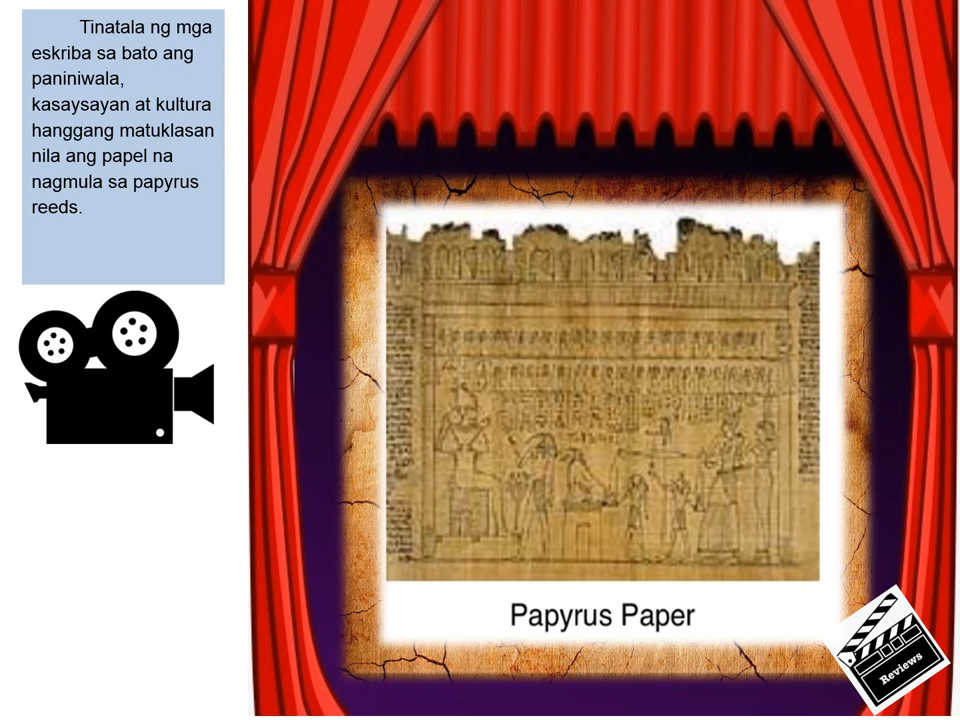 Tinatala ng mga
eskriba sa bato ang
paniniwala,
kasaysayan at kultura
hanggang matuklasan
nila ang papel na
nagmula sa papyrus
reeds.
Papyrus Paper
Reviews